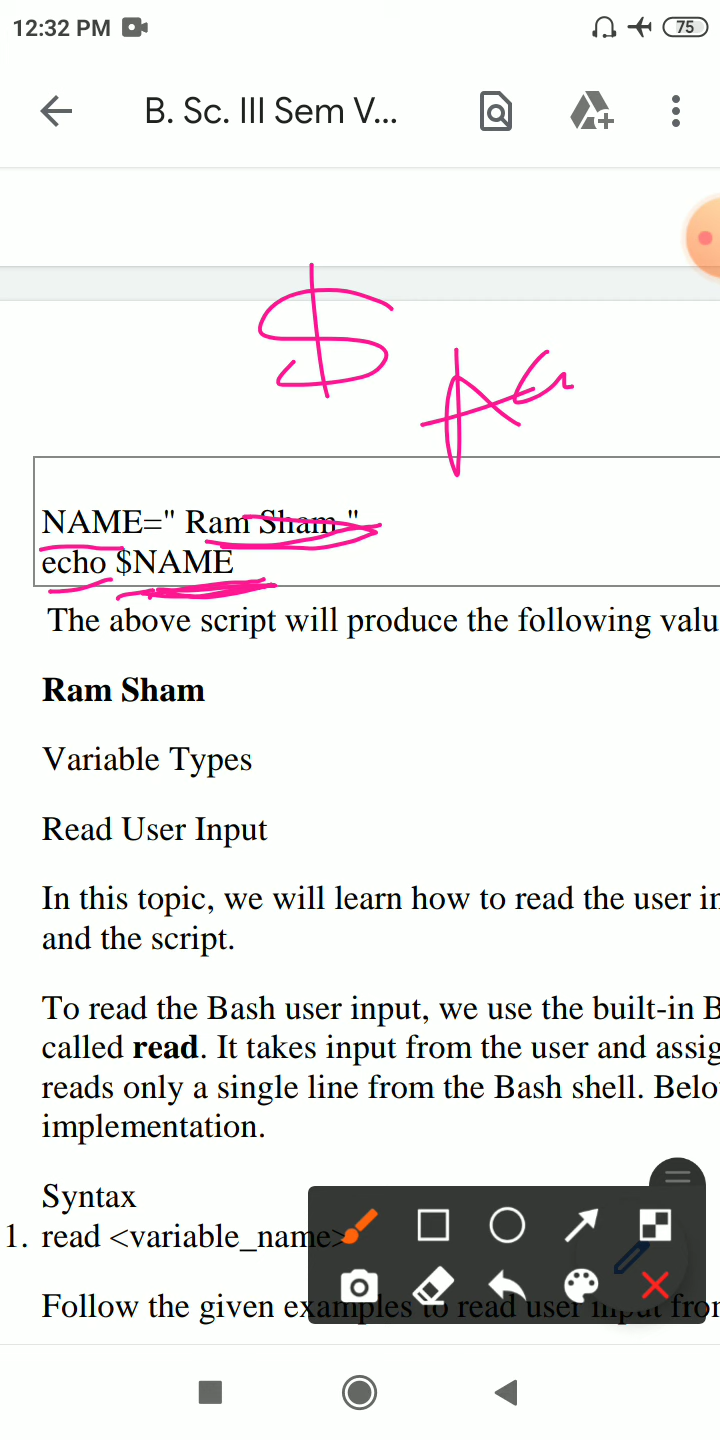 12:32 PM 75
B. Sc. III Sem V...
$
NAME=" Ram Sham "
echo $NAME
The above script will produce the following valu
Ram Sham
Variable Types
Read User Input
In this topic, we will learn how to read the user in
and the script.
To read the Bash user input, we use the built-in B
called read. It takes input from the user and assig
reads only a single line from the Bash shell. Belo
implementation.
Syntax
1. read <variable_name>
Follow the given examples to read user input from